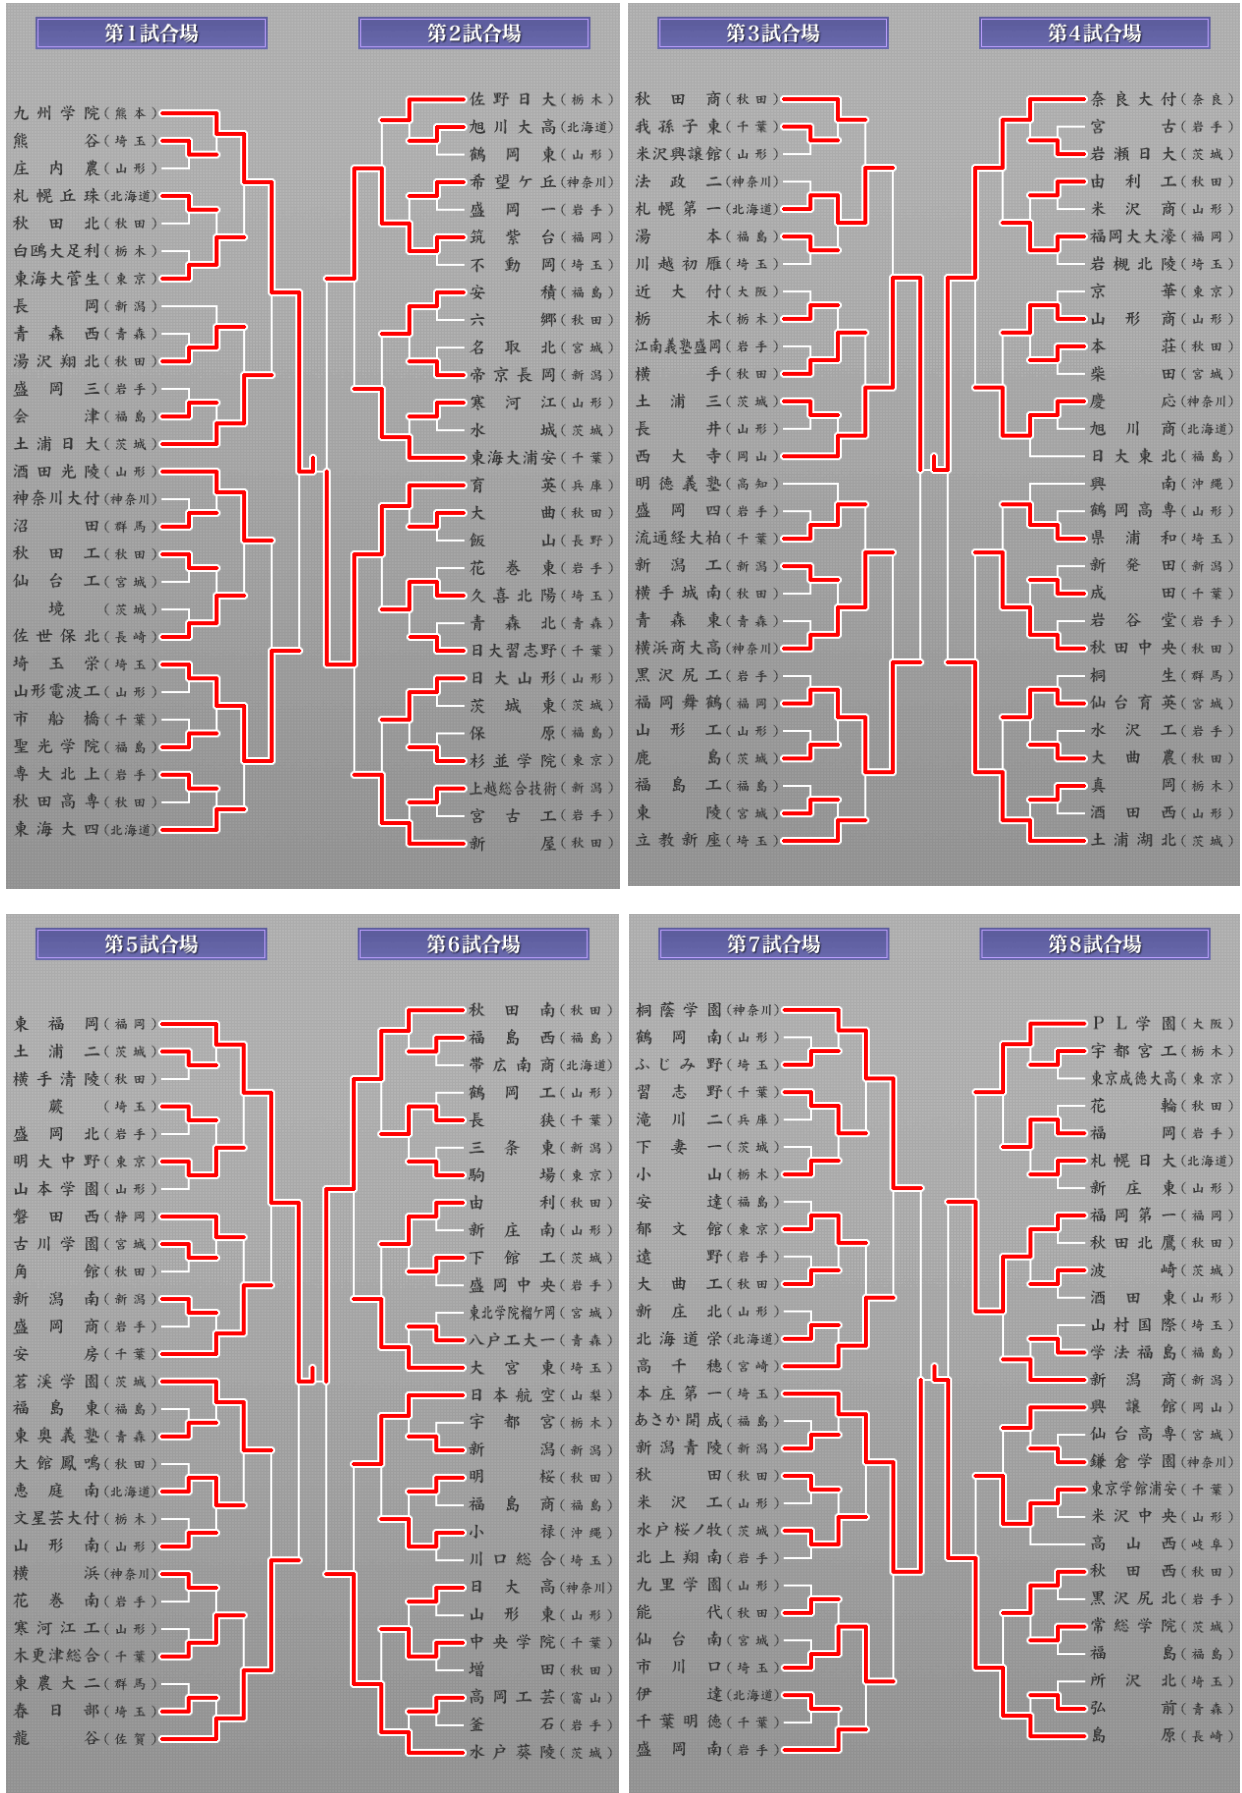 第1試合場
九州学院(熊本)
熊谷(埼玉)
庄内農(山形)
札幌丘珠(北海道)
秋田北(秋田)
白鴎大足利(栃木)
東海大菅生(東京)
長岡(新潟)
青森西(青森)
湯沢翔北(秋田)
盛岡三(岩手)
会津(福島)
土浦日大(茨城)
酒田光陵(山形)
神奈川大付(神奈川)
沼田(群馬)
秋田工(秋田)
仙台工(宮城)
境(茨城)
佐世保北(長崎)
埼玉栄(埼玉)
山形電波工(山形)
市船橋(千葉)
聖光学院(福島)
専大北上(岩手)
秋田高専(秋田)
東海大四(北海道)
第2試合場
佐野日大(栃木)
旭川大高(北海道)
鶴岡東(山形)
希望ケ丘(神奈川)
盛岡一(岩手)
筑紫台(福岡)
不動岡(埼玉)
安積(福島)
六郷(秋田)
名取北(宮城)
帝京長岡(新潟)
寒河江(山形)
水城(茨城)
東海大浦安(千葉)
育英(兵庫)
大曲(秋田)
飯山(長野)
花巻東(岩手)
久喜北陽(埼玉)
青森北(青森)
日大習志野(千葉)
日大山形(山形)
茨城東(茨城)
保原(福島)
杉並学院(東京)
上越総合技術(新潟)
宮古工(岩手)
新屋(秋田)
第3試合場
秋田商(秋田)
我孫子東(千葉)
米沢興譲館(山形)
法政二(神奈川)
札幌第一(北海道)
湯本(福島)
川越初雁(埼玉)
近大付(大阪)
栃木(栃木)
江南義塾盛岡(岩手)
横手(秋田)
土浦三(茨城)
長井(山形)
西大寺(岡山)
明徳義塾(高知)
盛岡四(岩手)
流通経大柏(千葉)
新潟工(新潟)
横手城南(秋田)
青森東(青森)
横浜商大高(神奈川)
黒沢尻工(岩手)
福岡舞鶴(福岡)
山形工(山形)
鹿島(茨城)
福島工(福島)
東陵(宮城)
立教新座(埼玉)
第4試合場
奈良大付(奈良)
宮古(岩手)
岩瀬日大(茨城)
由利工(秋田)
米沢商(山形)
福岡大大濠(福岡)
岩槻北陵(埼玉)
京華(東京)
山形商(山形)
本荘(秋田)
柴田(宮城)
慶応(神奈川)
旭川商(北海道)
日大東北(福島)
興南(沖縄)
鶴岡高専(山形)
県浦和(埼玉)
新発田(新潟)
成田(千葉)
岩谷堂(岩手)
秋田中央(秋田)
桐生(群馬)
仙台育英(宮城)
水沢工(岩手)
大曲農(秋田)
真岡(栃木)
酒田西(山形)
土浦湖北(茨城)
第5試合場
東福岡(福岡)
土浦二(茨城)
横手清陵(秋田)
蕨(埼玉)
盛岡北(岩手)
明大中野(東京)
山本学園(山形)
磐田西(静岡)
古川学園(宮城)
角館(秋田)
新潟南(新潟)
盛岡商(岩手)
安房(千葉)
茗溪学園(茨城)
福島東(福島)
東奥義塾(青森)
大館鳳鳴(秋田)
恵庭南(北海道)
文星芸大付(栃木)
山形南(山形)
横浜(神奈川)
花巻南(岩手)
寒河江工(山形)
木更津総合(千葉)
東農大二(群馬)
春日部(埼玉)
龍谷(佐賀)
第6試合場
秋田南(秋田)
福島西(福島)
帯広南商(北海道)
鶴岡工(山形)
長狭(千葉)
三条東(新潟)
駒場(東京)
由利(秋田)
新庄南(山形)
下館工(茨城)
盛岡中央(岩手)
東北学院榴ケ岡(宮城)
八戸工大一(青森)
大宮東(埼玉)
日本航空(山梨)
宇都宮(栃木)
新潟(新潟)
明桜(秋田)
福島商(福島)
小禄(沖縄)
川口総合(埼玉)
日大高(神奈川)
山形東(山形)
中央学院(千葉)
増田(秋田)
高岡工芸(富山)
釜石(岩手)
水戸葵陵(茨城)
第7試合場
桐蔭学園(神奈川)
鶴岡南(山形)
ふじみ野(埼玉)
習志野(千葉)
滝川二(兵庫)
下妻一(茨城)
小山(栃木)
安達(福島)
郁文館(東京)
遠野(岩手)
大曲工(秋田)
新庄北(山形)
北海道栄(北海道)
高千穂(宮崎)
本庄第一(埼玉)
あさか開成(福島)
新潟青陵(新潟)
秋田(秋田)
米沢工(山形)
水戸桜ノ牧(茨城)
北上翔南(岩手)
九里学園(山形)
能代(秋田)
仙台南(宮城)
市川口(埼玉)
伊達(北海道)
千葉明徳(千葉)
盛岡南(岩手)
第8試合場
PL学園(大阪)
宇都宮工(栃木)
東京成徳大高(東京)
花輪(秋田)
福岡(岩手)
札幌日大(北海道)
新庄東(山形)
福岡第一(福岡)
秋田北鷹(秋田)
波崎(茨城)
酒田東(山形)
山村国際(埼玉)
学法福島(福島)
新潟商(新潟)
興譲館(岡山)
仙台高専(宮城)
鎌倉学園(神奈川)
東京学館浦安(千葉)
米沢中央(山形)
高山西(岐阜)
秋田西(秋田)
黒沢尻北(岩手)
常総学院(茨城)
福島(福島)
所沢北(埼玉)
弘前(青森)
島原(長崎)